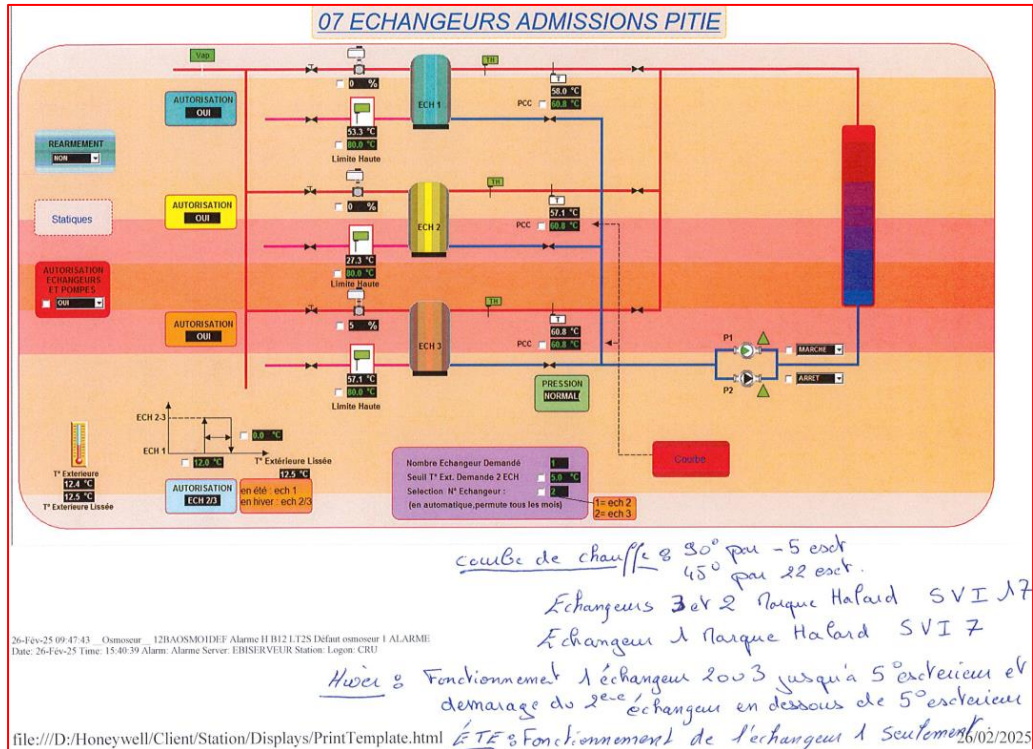 07 ECHANGEURS ADMISSIONS PITIE
Vap
TH
0 %
ECH 1
T
58.0 °C
PCC 60.8 °C
AUTORISATION
OUI
53.3 °C
80.0 °C
Limite Haute
REARMEMENT
NON
TH
0 %
ECH 2
T
57.1 °C
PCC 60.8 °C
AUTORISATION
OUI
Statiques
27.3 °C
80.0 °C
Limite Haute
AUTORISATION
ECHANGEURS
ET POMPES
OUI
TH
5 %
ECH 3
T
60.8 °C
PCC 60.8 °C
AUTORISATION
OUI
57.1 °C
80.0 °C
Limite Haute
P1
MARCHE
P2
ARRET
PRESSION
NORMAL
ECH 2-3
ECH 1
0.0 °C
12.0 °C
T° Extérieure Lissée
12.5 °C
T° Exterieure
12.4 °C
12.5 °C
T° Exterieure Lissée
AUTORISATION
ECH 2/3
en été : ech 1
en hiver : ech 2/3
Nombre Echangeur Demandé 1
Seuil T° Ext. Demande 2 ECH 5.0 °C
Selection N° Echangeur : 2
(en automatique,permute tous les mois)
1= ech 2
2= ech 3
Courbe
courbe de chauffe : 90° par -5 ext
45° par 22 ext.
Echangeurs 3 et 2 Marque Halard SVI 17
Echangeur 1 Marque Halard SVI 7
26-Fév-25 09:47:43 Osmoseur 12BAOSMO1DEF Alarme H B12 LT2S Défaut osmoseur 1 ALARME
Date: 26-Fév-25 Time: 15:40:39 Alarm: Alarme Server: EBISERVEUR Station: Logon: CRU
Hiver : Fonctionnement 1 échangeur 2 ou 3 jusqu'à 5° exterieur et
demarage du 2eme échangeur en dessous de 5° exterieur
file:///D:/Honeywell/Client/Station/Displays/PrintTemplate.html
ÉTE : Fonctionnement de l'échangeur 1 seulement.
26/02/2025